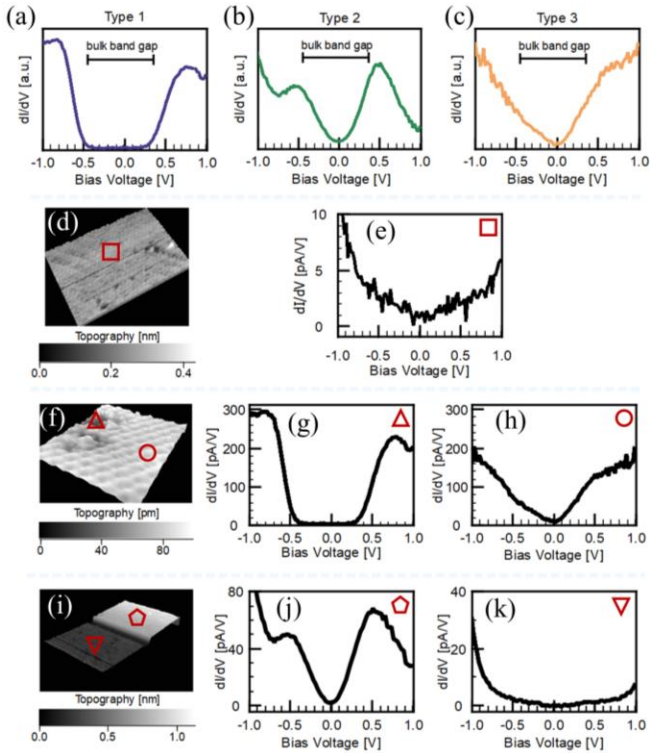 (a) Type 1
bulk band gap
dI/dV [a.u.]
-1.0 -0.5 0.0 0.5 1.0
Bias Voltage [V]
(b) Type 2
bulk band gap
dI/dV [a.u.]
-1.0 -0.5 0.0 0.5 1.0
Bias Voltage [V]
(c) Type 3
bulk band gap
dI/dV [a.u.]
-1.0 -0.5 0.0 0.5 1.0
Bias Voltage [V]
(d)
Topography [nm]
0.0 0.2 0.4
(e)
10
5
0
dI/dV [pA/V]
-1.0 -0.5 0.0 0.5 1.0
Bias Voltage [V]
(f)
Topography [pm]
0 40 80
(g)
300
200
100
0
dI/dV [pA/V]
-1.0 -0.5 0.0 0.5 1.0
Bias Voltage [V]
(h)
300
200
100
0
dI/dV [pA/V]
-1.0 -0.5 0.0 0.5 1.0
Bias Voltage [V]
(i)
Topography [nm]
0.0 0.5 1.0
(j)
80
40
0
dI/dV [pA/V]
-1.0 -0.5 0.0 0.5 1.0
Bias Voltage [V]
(k)
40
20
0
dI/dV [pA/V]
-1.0 -0.5 0.0 0.5 1.0
Bias Voltage [V]